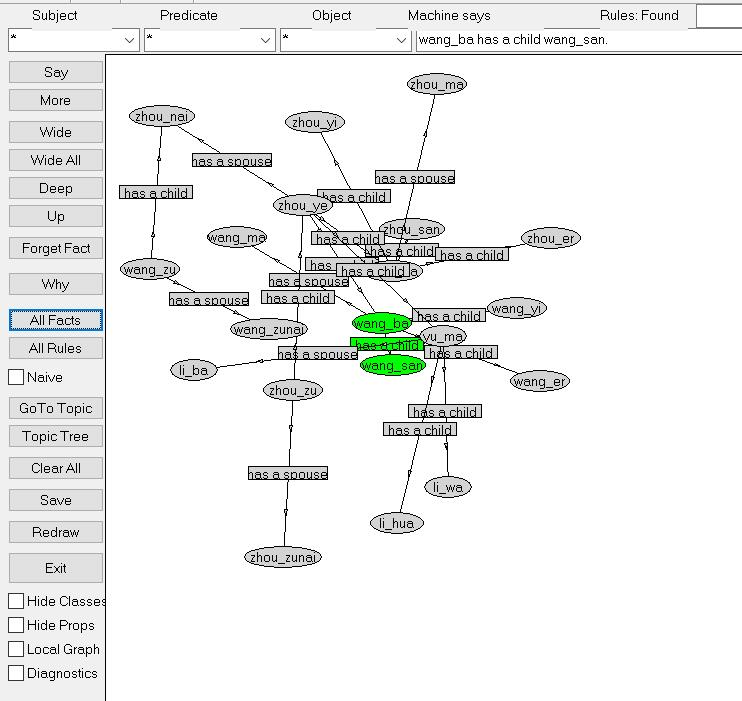 Subject Predicate Object Machine says Rules: Found
* * * wang_ba has a child wang_san.
Say
More
Wide
Wide All
Deep
Up
Forget Fact
Why
All Facts
All Rules
Naive
GoTo Topic
Topic Tree
Clear All
Save
Redraw
Exit
Hide Classes
Hide Props
Local Graph
Diagnostics
zhou_ma
zhou_nai
zhou_yi
has a spouse
has a spouse
has a child
has a child
zhou_ye
zhou_san
wang_ma
has a child
zhou_er
has a child
has a child
wang_zu
has a child
has a child
has a spouse
has a child
has a spouse
wang_yi
has a child
wang_ba
wang_zunai
yu_ma
has a child
has a spouse
has a child
wang_san
li_ba
wang_er
zhou_zu
has a child
has a child
has a spouse
li_wa
li_hua
zhou_zunai